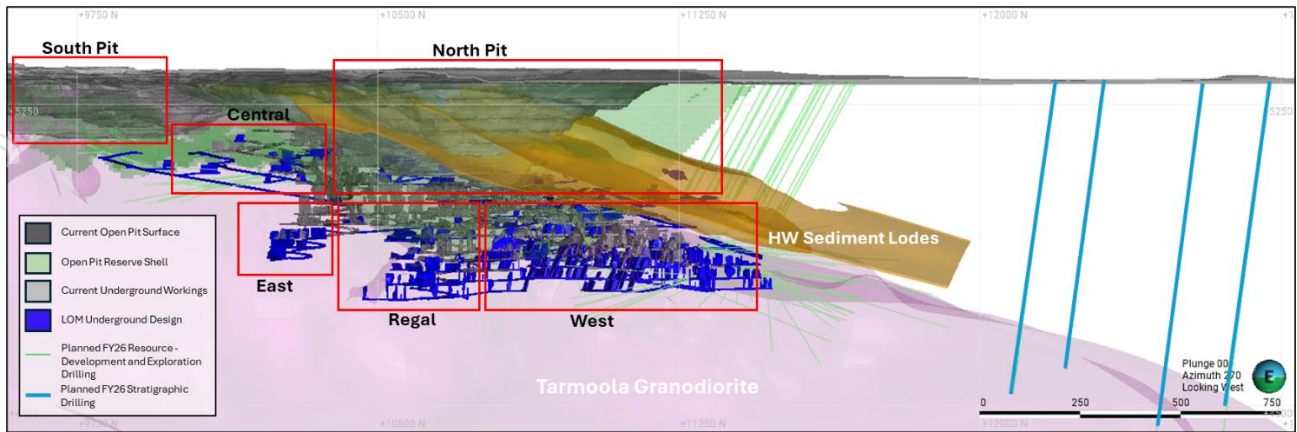 +9750 N
+10500 N
+11250 N
+12000 N
South Pit
North Pit
5250
5250
Central
HW Sediment Lodes
East
Regal
West
Current Open Pit Surface
Open Pit Reserve Shell
Current Underground Workings
LOM Underground Design
Planned FY26 Resource -
Development and Exploration
Drilling
Planned FY26 Stratigraphic
Drilling
Tarmoola Granodiorite
Plunge 00
Azimuth 270
Looking West
E
0
250
500
750
+9750 N
+10500 N
+11250 N
+12000 N